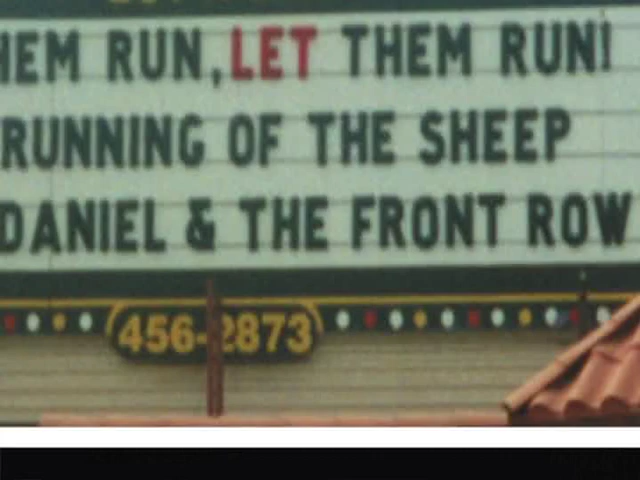 HEM RUN, LET THEM RUN!
RUNNING OF THE SHEEP
DANIEL & THE FRONT ROW
456-2873